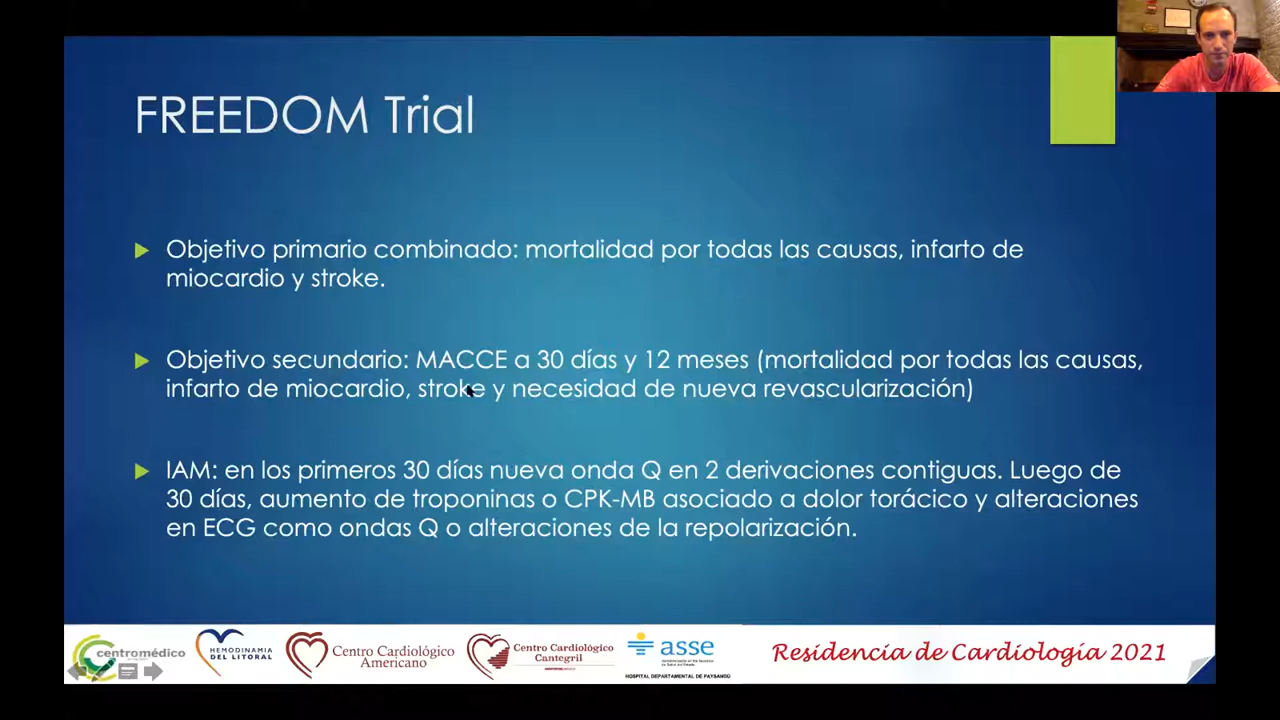 FREEDOM Trial
Objetivo primario combinado: mortalidad por todas las causas, infarto de
miocardio y stroke.
Objetivo secundario: MACCE a 30 días y 12 meses (mortalidad por todas las causas,
infarto de miocardio, stroke y necesidad de nueva revascularización)
IAM: en los primeros 30 días nueva onda Q en 2 derivaciones contiguas. Luego de
30 días, aumento de troponinas o CPK-MB asociado a dolor torácico y alteraciones
en ECG como ondas Q o alteraciones de la repolarización.
centromédico
HEMODINAMIA
DEL LITORAL
Centro Cardiológico
Americano
Centro Cardiológico
Cantegril
asse
HOSPITAL DEPARTAMENTAL DE PAYSANDÚ
Residencia de Cardiología 2021